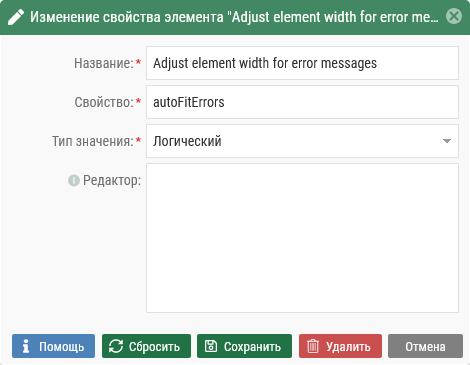 Изменение свойства элемента "Adjust element width for error me...
Название:* Adjust element width for error messages
Свойство:* autoFitErrors
Тип значения:* Логический
Редактор:
Помощь Сбросить Сохранить Удалить Отмена